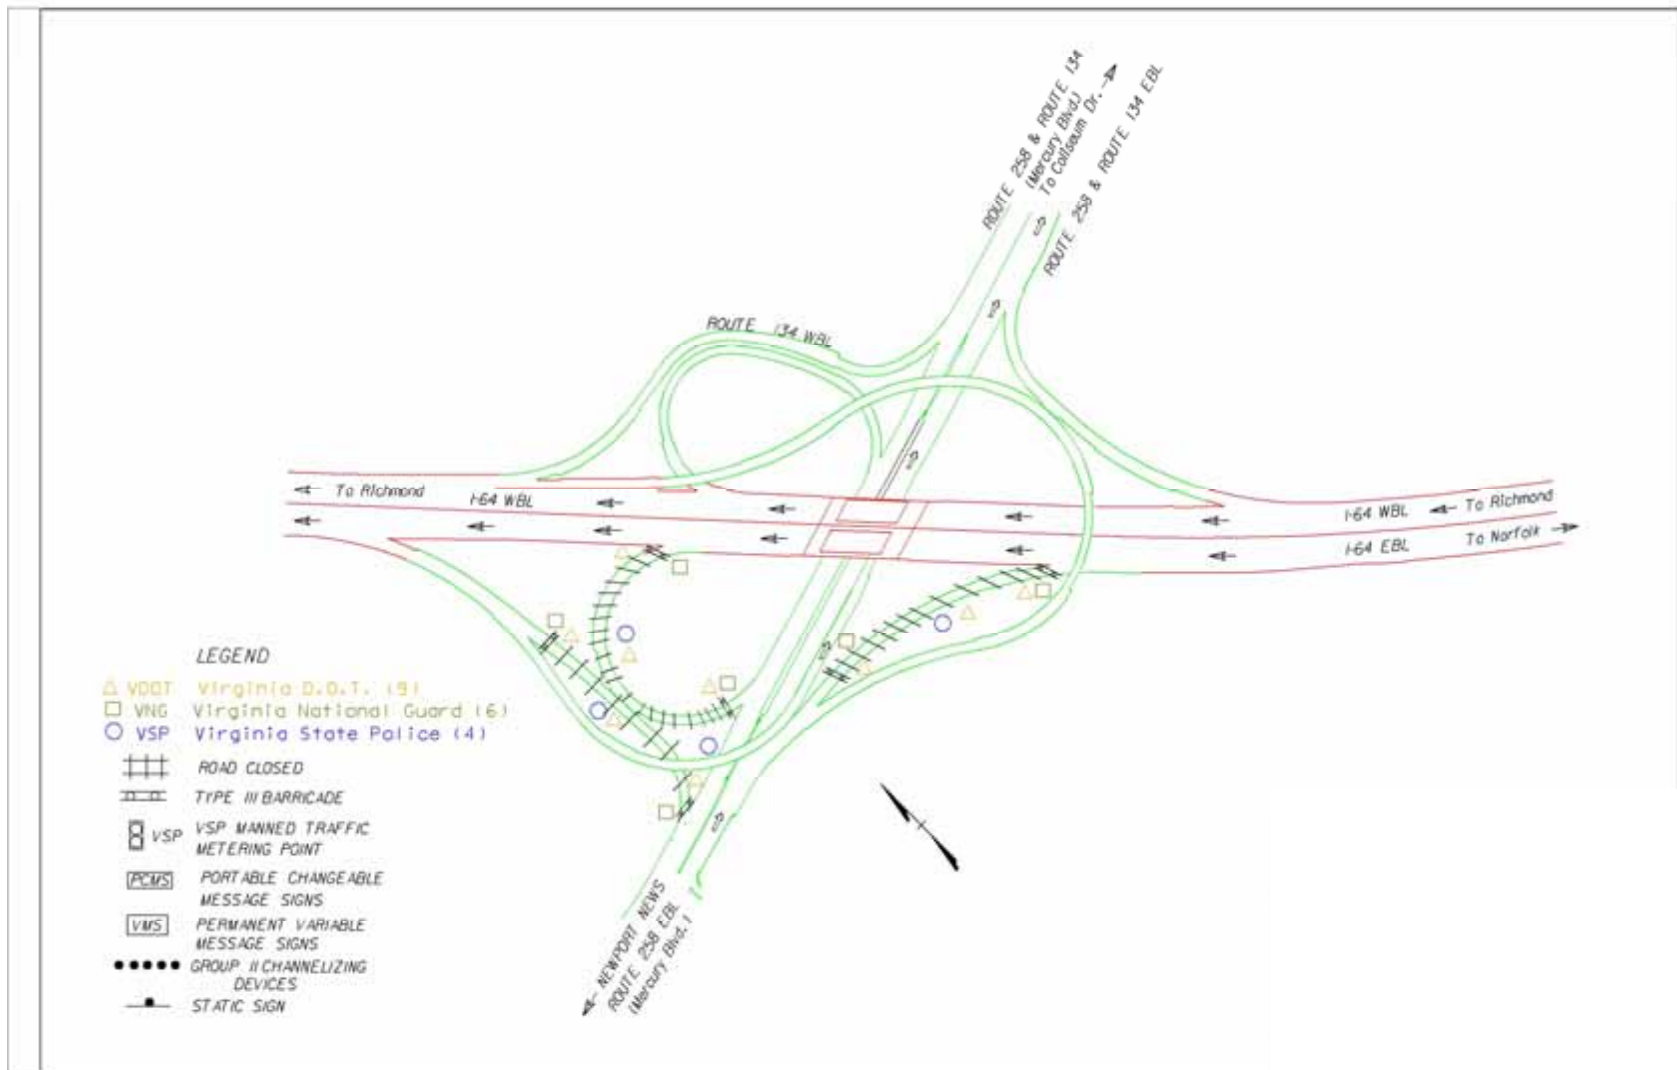 ROUTE 258 & ROUTE 134
(Mercury Blvd.)
To Coliseum Dr.
ROUTE 258 & ROUTE 134 EBL
ROUTE 134 WBL
To Richmond
I-64 WBL
I-64 WBL
To Richmond
I-64 EBL
To Norfolk
LEGEND
VDOT Virginia D.O.T. (9)
VNG Virginia National Guard (6)
VSP Virginia State Police (4)
ROAD CLOSED
TYPE III BARRICADE
VSP VSP MANNED TRAFFIC
METERING POINT
PCMS PORTABLE CHANGEABLE
MESSAGE SIGNS
VMS PERMANENT VARIABLE
MESSAGE SIGNS
GROUP II CHANNELIZING
DEVICES
STATIC SIGN
NEWPORT NEWS
ROUTE 258 EBL
(Mercury Blvd.)